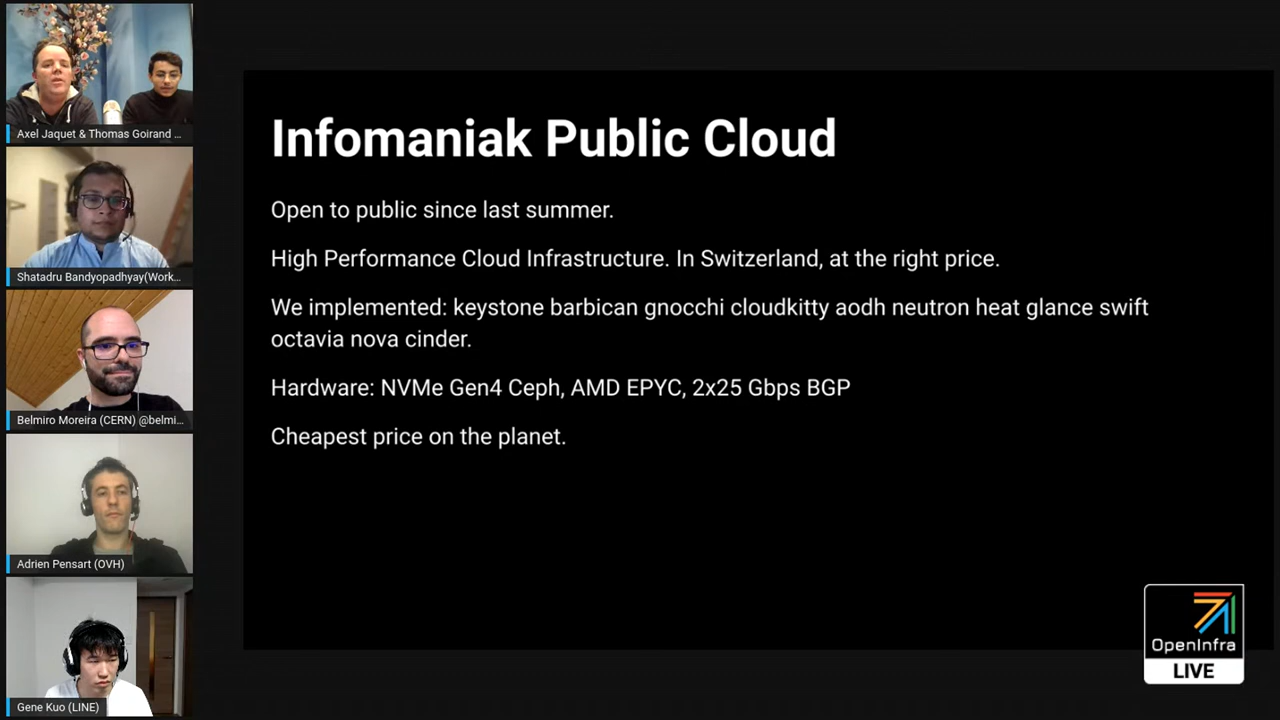 Axel Jaquet & Thomas Goirand ...
Shatadru Bandyopadhyay(Work...
Belmiro Moreira (CERN) @belmi...
Adrien Pensart (OVH)
Gene Kuo (LINE)
Infomaniak Public Cloud
Open to public since last summer.
High Performance Cloud Infrastructure. In Switzerland, at the right price.
We implemented: keystone barbican gnocchi cloudkitty aodh neutron heat glance swift
octavia nova cinder.
Hardware: NVMe Gen4 Ceph, AMD EPYC, 2x25 Gbps BGP
Cheapest price on the planet.
OpenInfra
LIVE